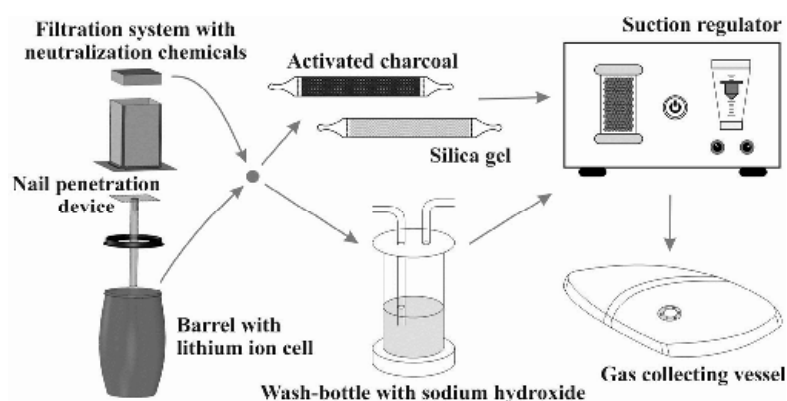 Filtration system with
neutralization chemicals
Activated charcoal
Suction regulator
Silica gel
Nail penetration
device
Barrel with
lithium ion cell
Wash-bottle with sodium hydroxide
Gas collecting vessel